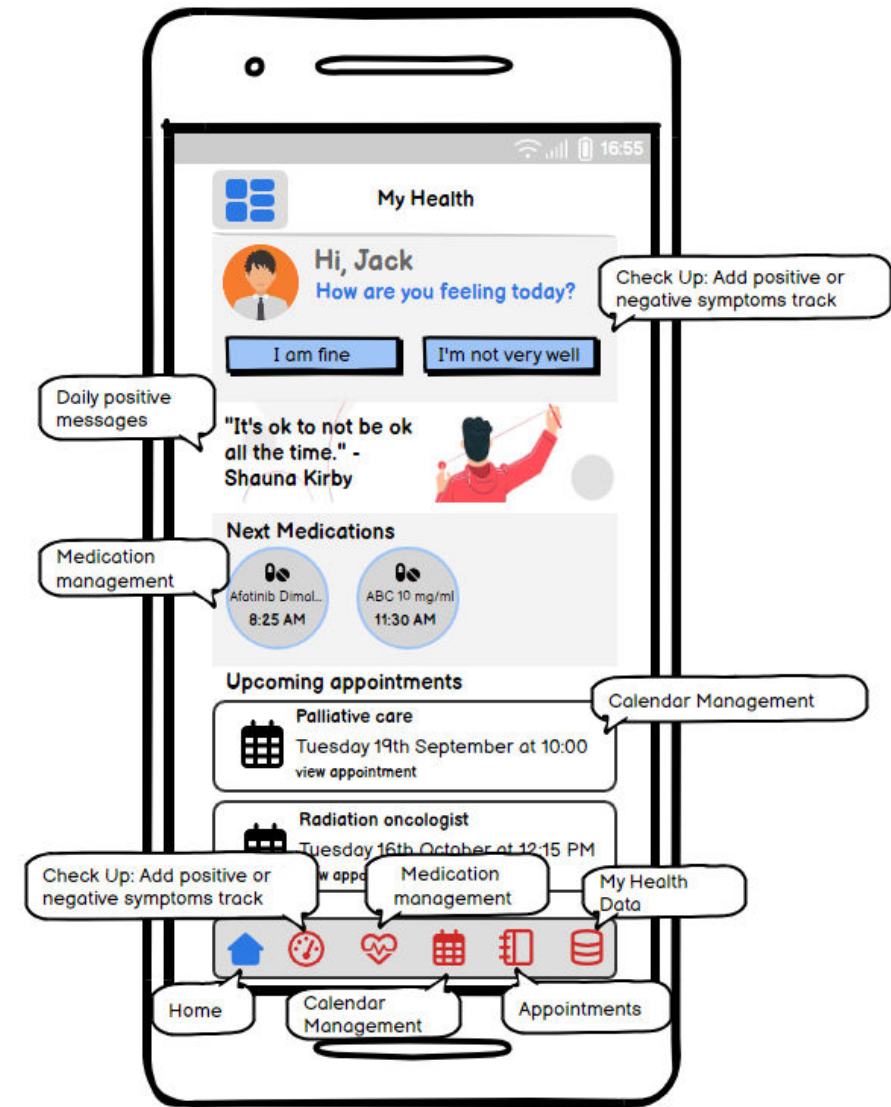 16:55
My Health
Hi, Jack
How are you feeling today?
Check Up: Add positive or
negative symptoms track
I am fine
I'm not very well
Daily positive
messages
"It's ok to not be ok
all the time." -
Shauna Kirby
Next Medications
Medication
management
Afatinib Dimal...
8:25 AM
ABC 10 mg/ml
11:30 AM
Upcoming appointments
Calendar Management
Palliative care
Tuesday 19th September at 10:00
view appointment
Radiation oncologist
Tuesday 16th October at 12:15 PM
Check Up: Add positive or
negative symptoms track
Medication
management
My Health
Data
Home
Calendar
Management
Appointments